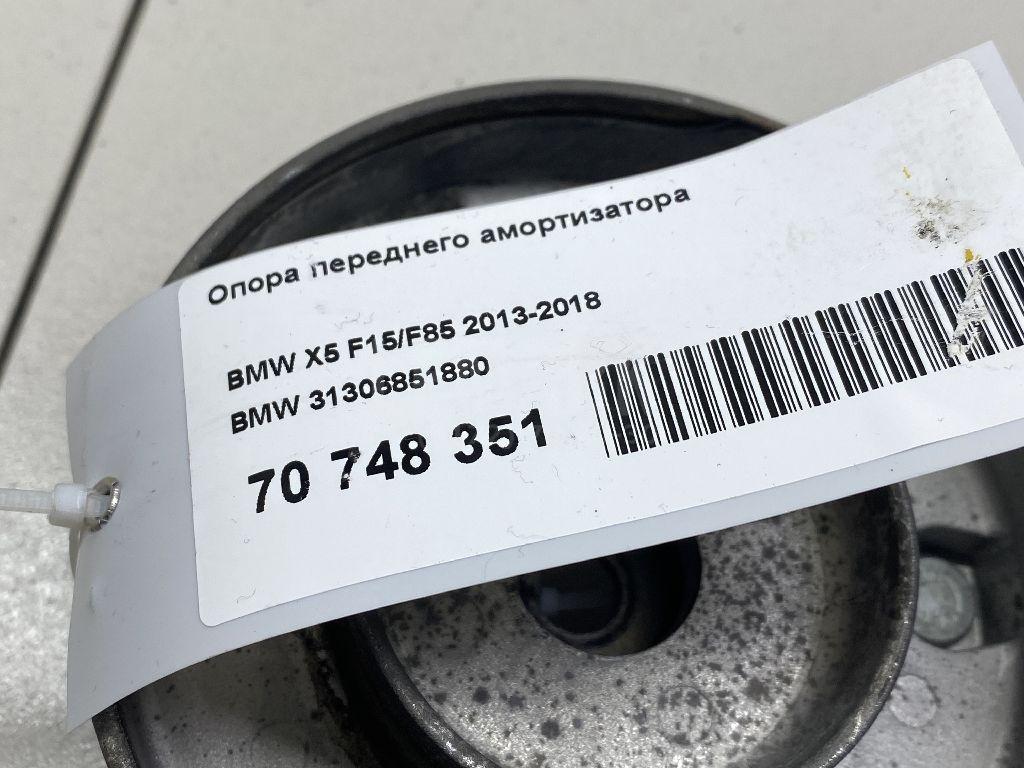 Опора переднего амортизатора
BMW X5 F15/F85 2013-2018
BMW 31306851880
70 748 351